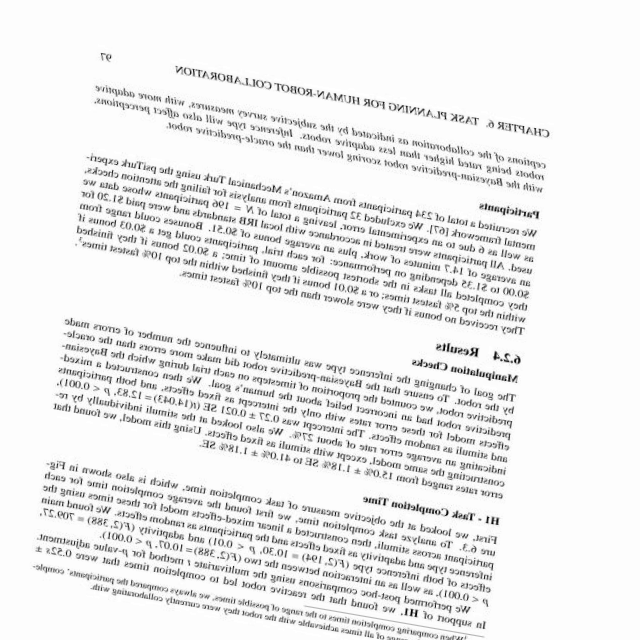 CHAPTER 6. TASK PLANNING FOR HUMAN-ROBOT COLLABORATION
97
ceptions of the collaboration as indicated by the subjective survey measures, with more adaptive
robots being rated higher than less adaptive robots. Inference type will also affect perceptions,
with the Bayesian-predictive robot scoring lower than the oracle-predictive robot.
Participants
We recruited a total of 234 participants from Amazon's Mechanical Turk using the psiTurk experi-
mental framework [67]. We excluded 32 participants from analysis for failing the attention checks,
as well as 6 due to an experimental error, leaving a total of N = 196 participants whose data we
used. All participants were treated in accordance with local IRB standards and were paid $1.20 for
an average of 14.7 minutes of work, plus an average bonus of $0.51. Bonuses could range from
$0.00 to $1.35 depending on performance: for each trial, participants could get a $0.03 bonus if
they completed all tasks in the shortest possible amount of time; a $0.02 bonus if they finished
within the top 5% fastest times; or a $0.01 bonus if they finished within the top 10% fastest times³.
They received no bonus if they were slower than the top 10% fastest times.
6.2.4 Results
Manipulation Checks
The goal of changing the inference type was ultimately to influence the number of errors made
by the robot. To ensure that the Bayesian-predictive robot did make more errors than the oracle-
predictive robot, we counted the proportion of timesteps on each trial during which the Bayesian-
predictive robot had an incorrect belief about the human's goal. We then constructed a mixed-
effects model for these error rates with only the intercept as fixed effects, and both participants
and stimuli as random effects. The intercept was 0.27 ± 0.021 SE (t(14.043) = 12.83, p < 0.001),
indicating an average error rate of about 27%. We also looked at the stimuli individually by re-
constructing the same model, except with stimuli as fixed effects. Using this model, we found that
error rates ranged from 15.0% ± 1.18% SE to 41.0% ± 1.18% SE.
H1 - Task Completion Time
First, we looked at the objective measure of task completion time, which is also shown in Fig-
ure 6.3. To analyze task completion time, we first found the average completion time for each
participant across stimuli, then constructed a linear mixed-effects model for these times using the
inference type and adaptivity as fixed effects and the participants as random effects. We found main
effects of both inference type (F(2, 194) = 10.30, p < 0.01) and adaptivity (F(2, 388) = 709.27,
p < 0.001), as well as an interaction between the two (F(2, 388) = 10.07, p < 0.001).
We performed post-hoc comparisons using the multivariate t method for p-value adjustment.
In support of H1, we found that the reactive robot led to completion times that were 0.52s ±
When comparing completion times to the range of possible times, we always compared the participants' comple-
range of all times achievable with the robot they were currently collaborating with.